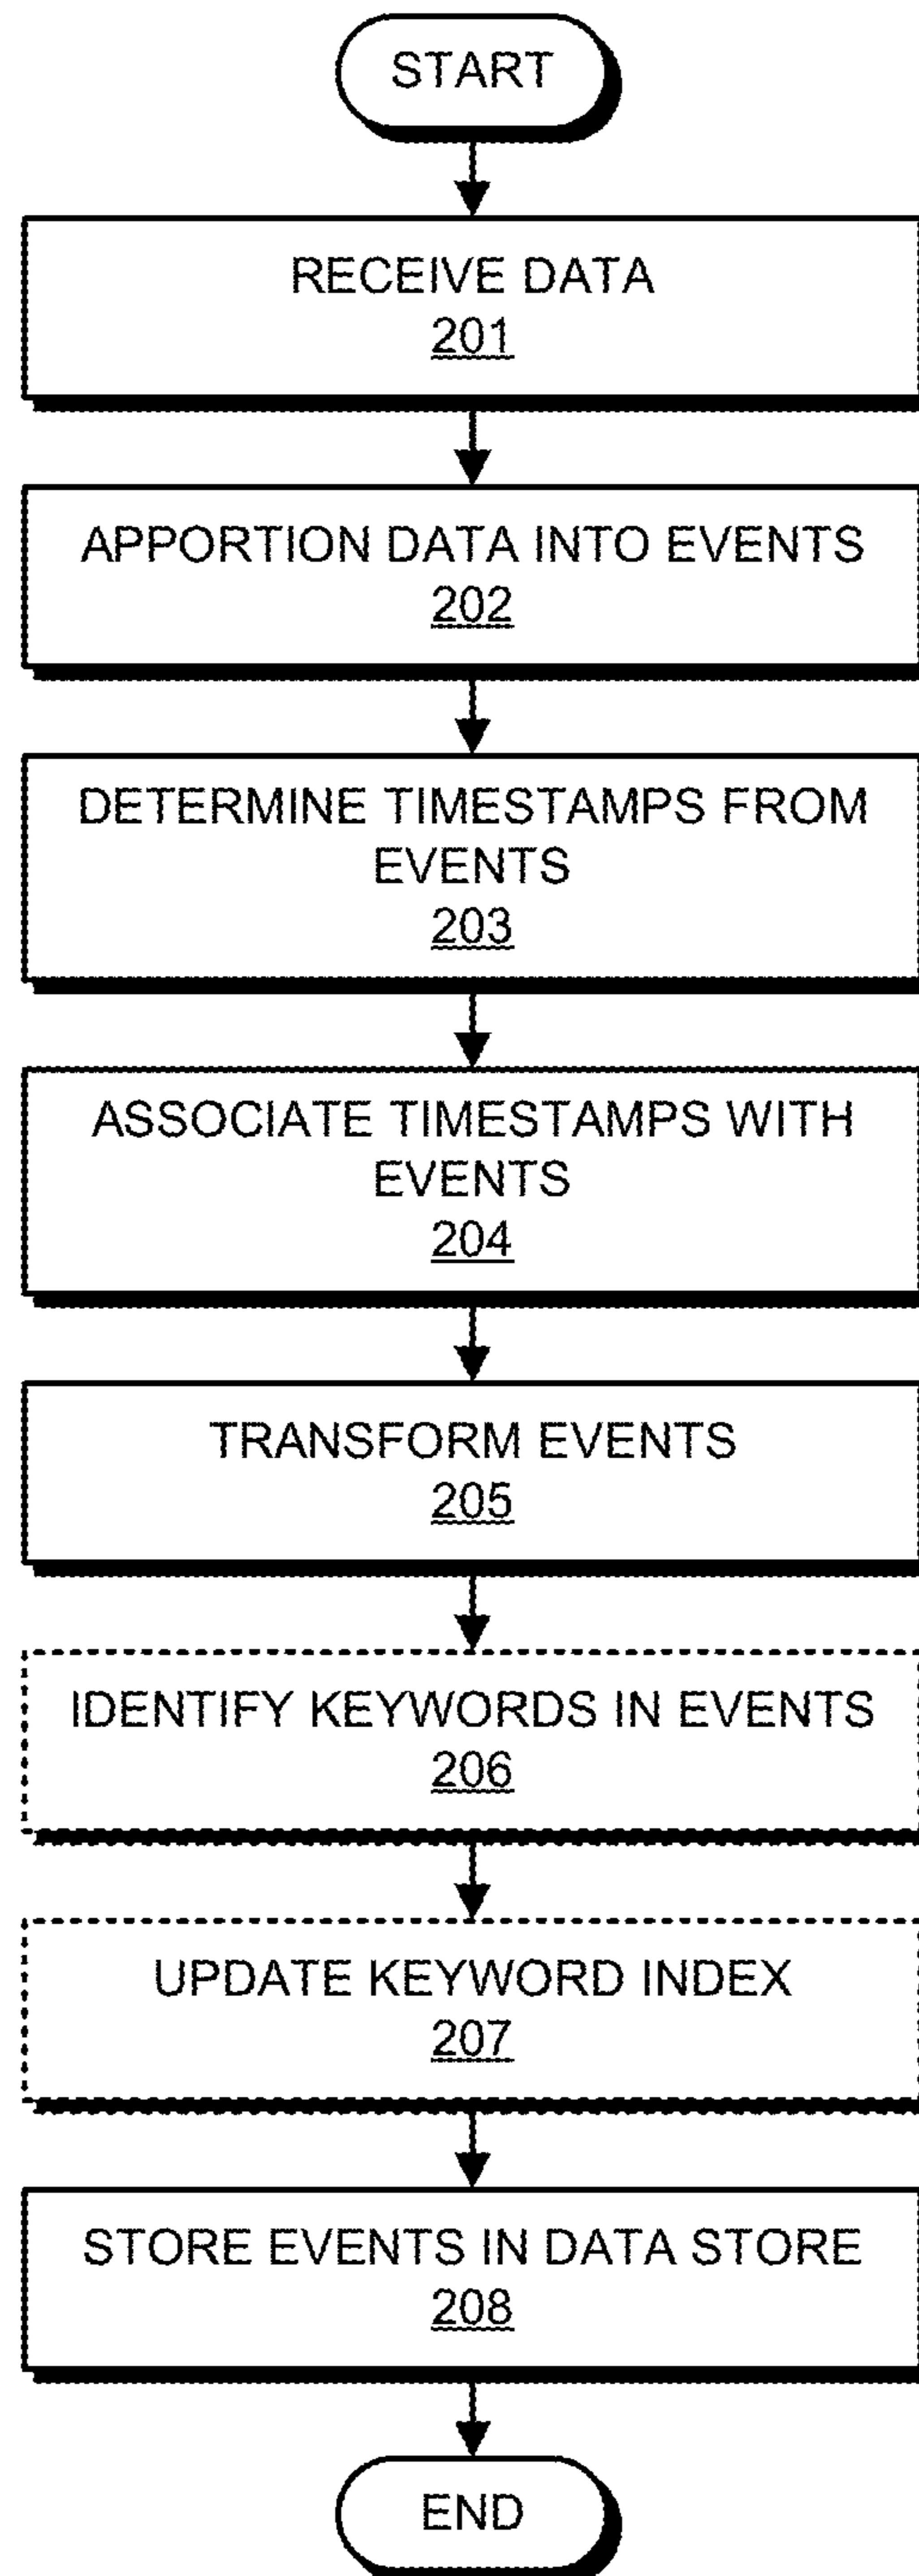 START
RECEIVE DATA
201
APPORTION DATA INTO EVENTS
202
DETERMINE TIMESTAMPS FROM
EVENTS
203
ASSOCIATE TIMESTAMPS WITH
EVENTS
204
TRANSFORM EVENTS
205
IDENTIFY KEYWORDS IN EVENTS
206
UPDATE KEYWORD INDEX
207
STORE EVENTS IN DATA STORE
208
END